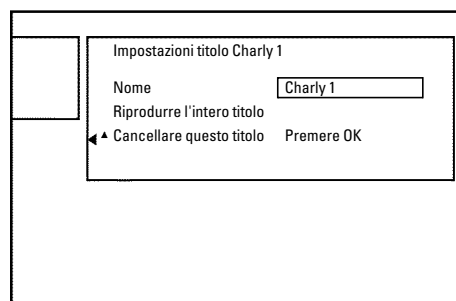 Impostazioni titolo Charly 1
Nome Charly 1
Riprodurre l'intero titolo
Cancellare questo titolo Premere OK